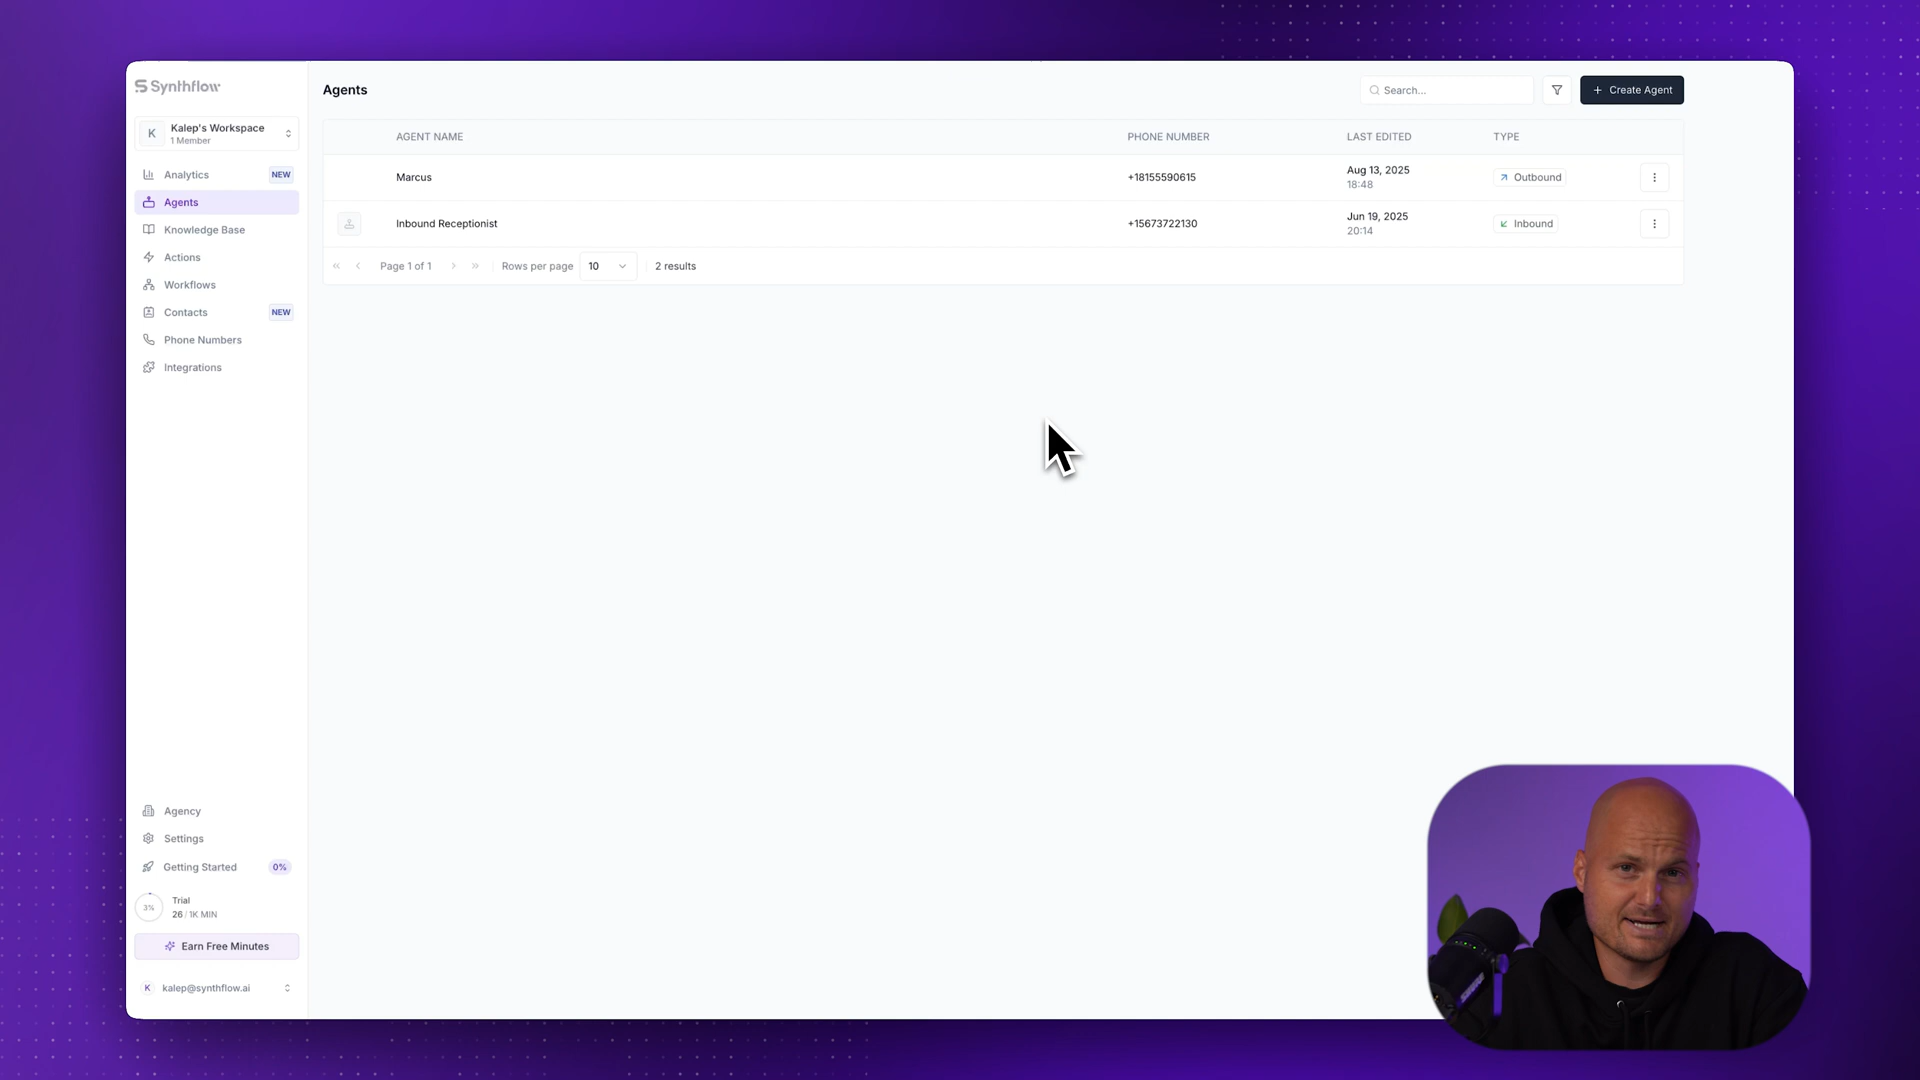 Synthflow
K
Kalep's Workspace
1 Member
Analytics NEW
Agents
Knowledge Base
Actions
Workflows
Contacts NEW
Phone Numbers
Integrations
Agency
Settings
Getting Started 0%
3%
Trial
26 / 1K MIN
Earn Free Minutes
K kalep@synthflow.ai
Agents
Search...
+ Create Agent
AGENT NAME PHONE NUMBER LAST EDITED TYPE
Marcus +18155590615 Aug 13, 2025 18:48 Outbound
Inbound Receptionist +15673722130 Jun 19, 2025 20:14 Inbound
Page 1 of 1 Rows per page 10 2 results